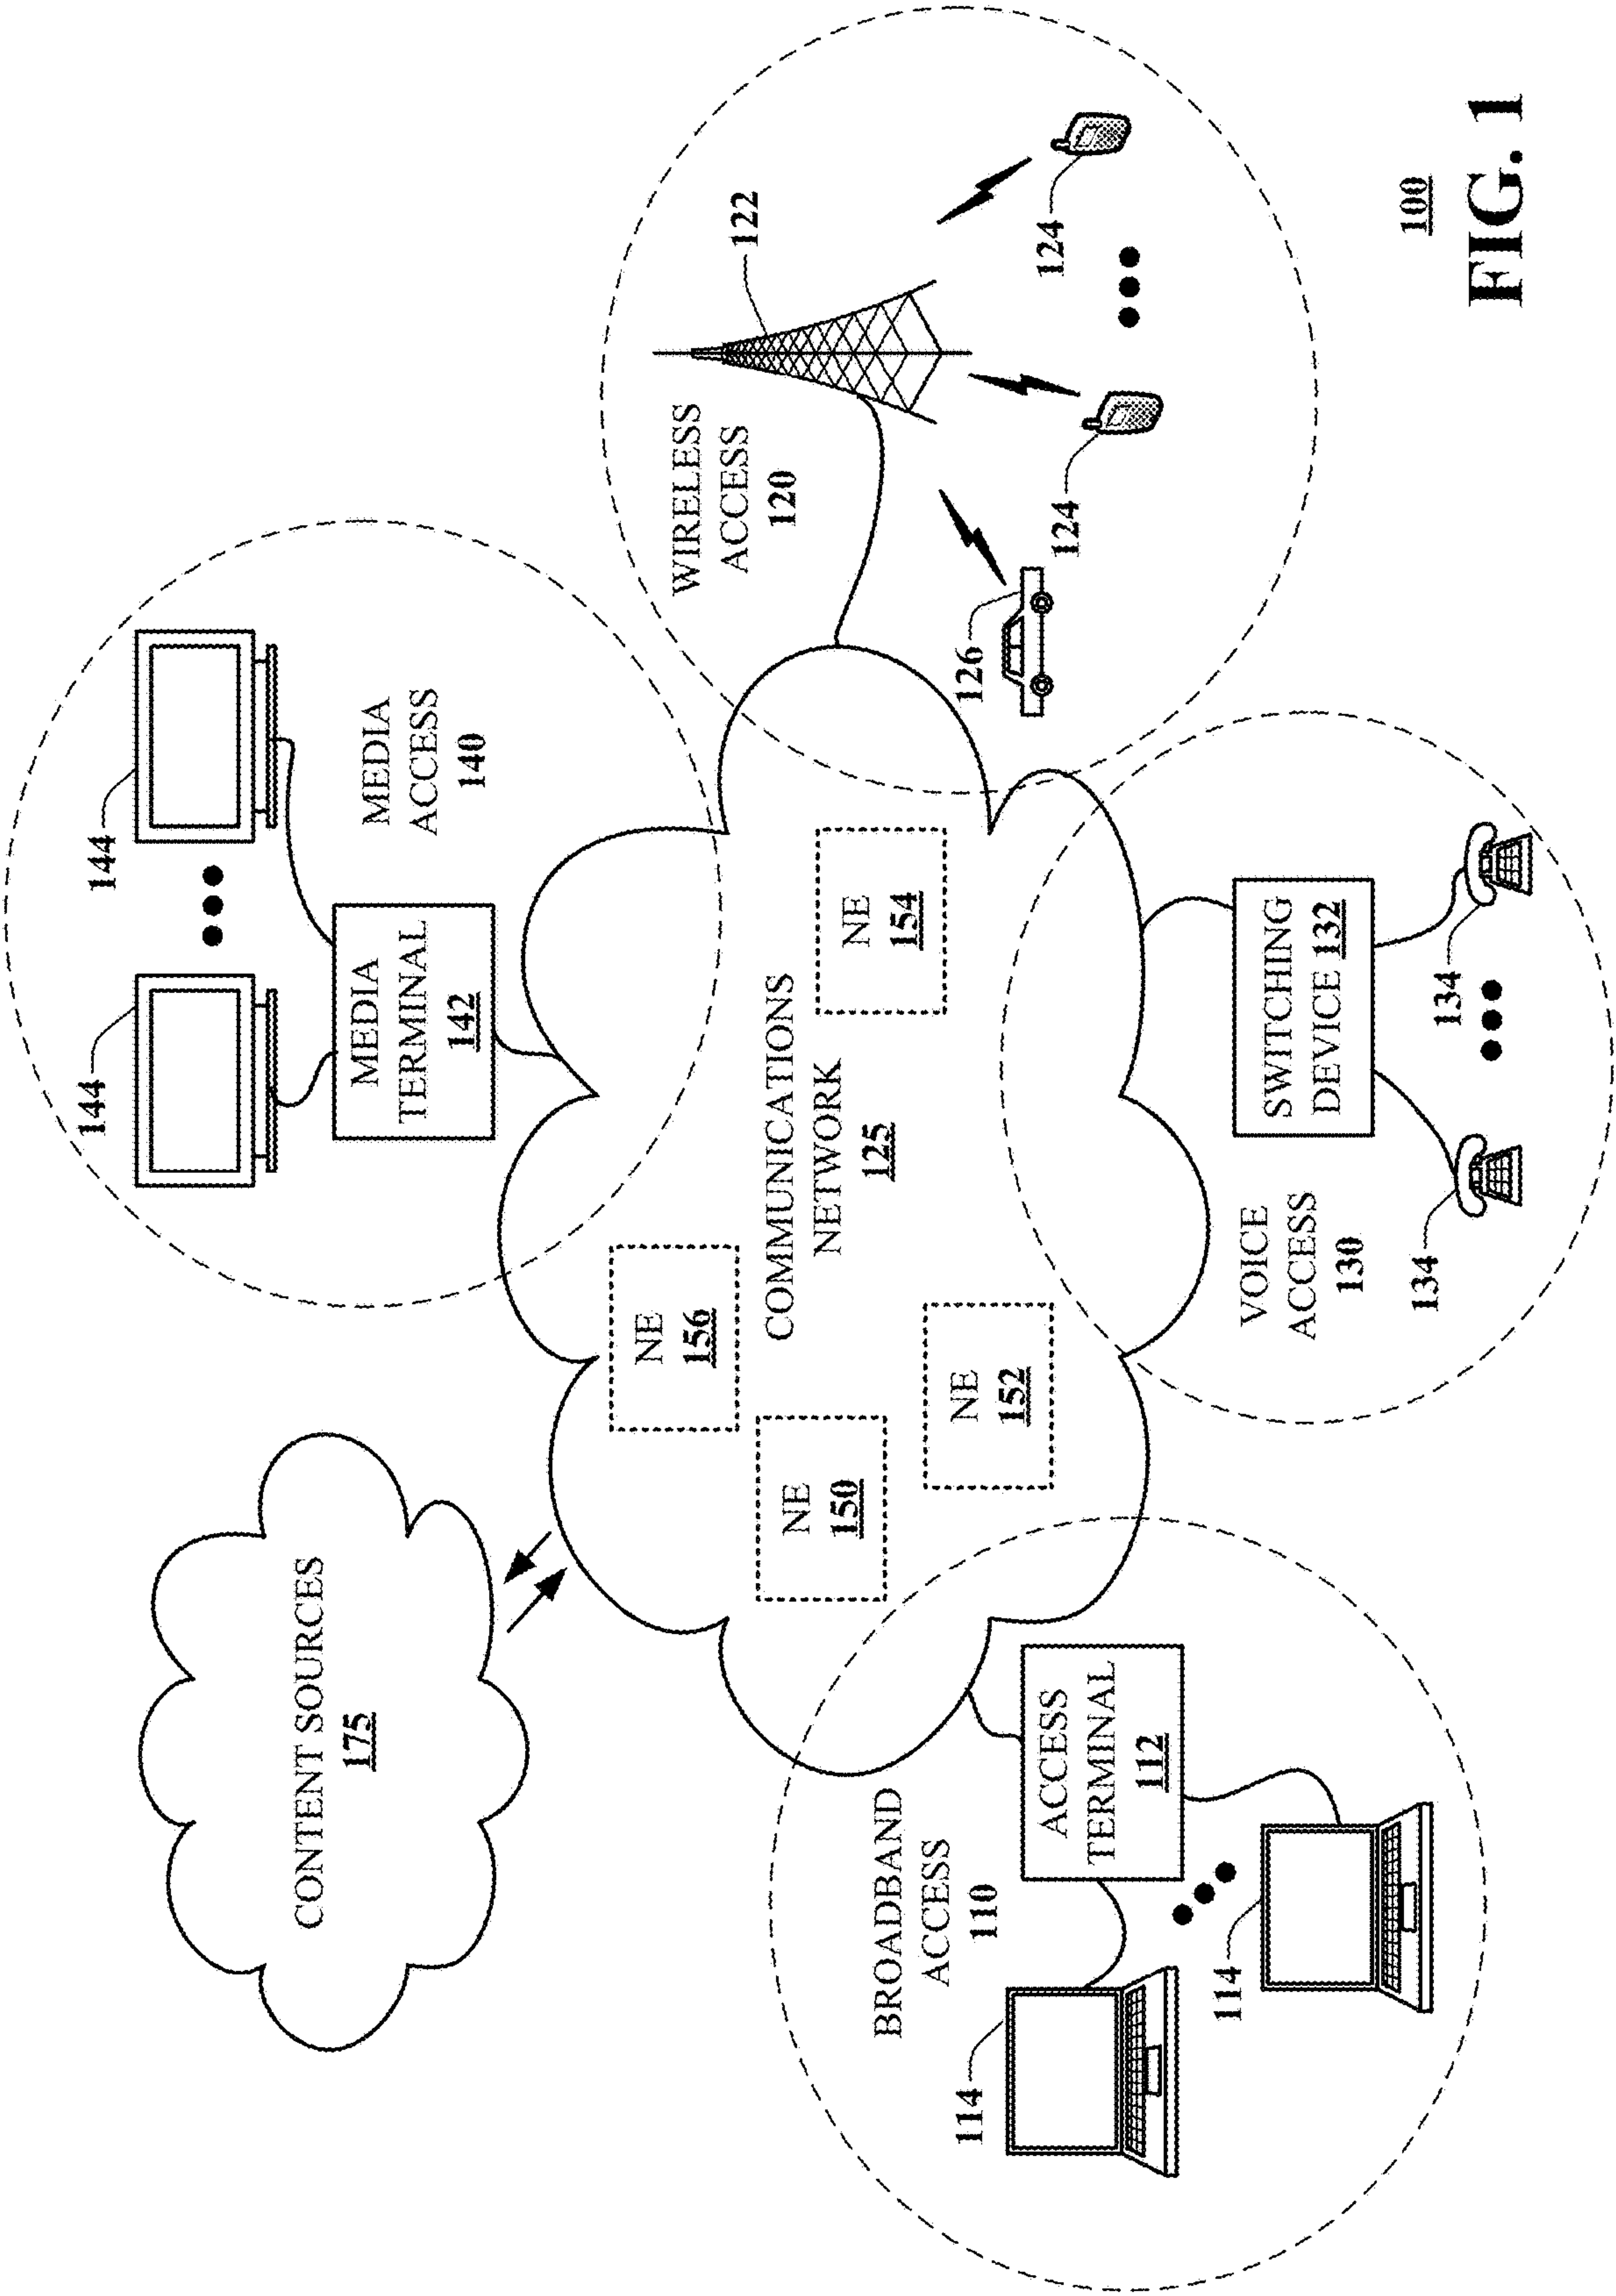 CONTENT SOURCES
175
144
144
MEDIA
TERMINAL
142
MEDIA
ACCESS
140
NE
156
NE
150
COMMUNICATIONS
NETWORK
125
NE
154
NE
152
WIRELESS
ACCESS
120
122
126
124
124
BROADBAND
ACCESS
110
ACCESS
TERMINAL
112
114
114
VOICE
ACCESS
130
SWITCHING
DEVICE 132
134
134
100
FIG. 1